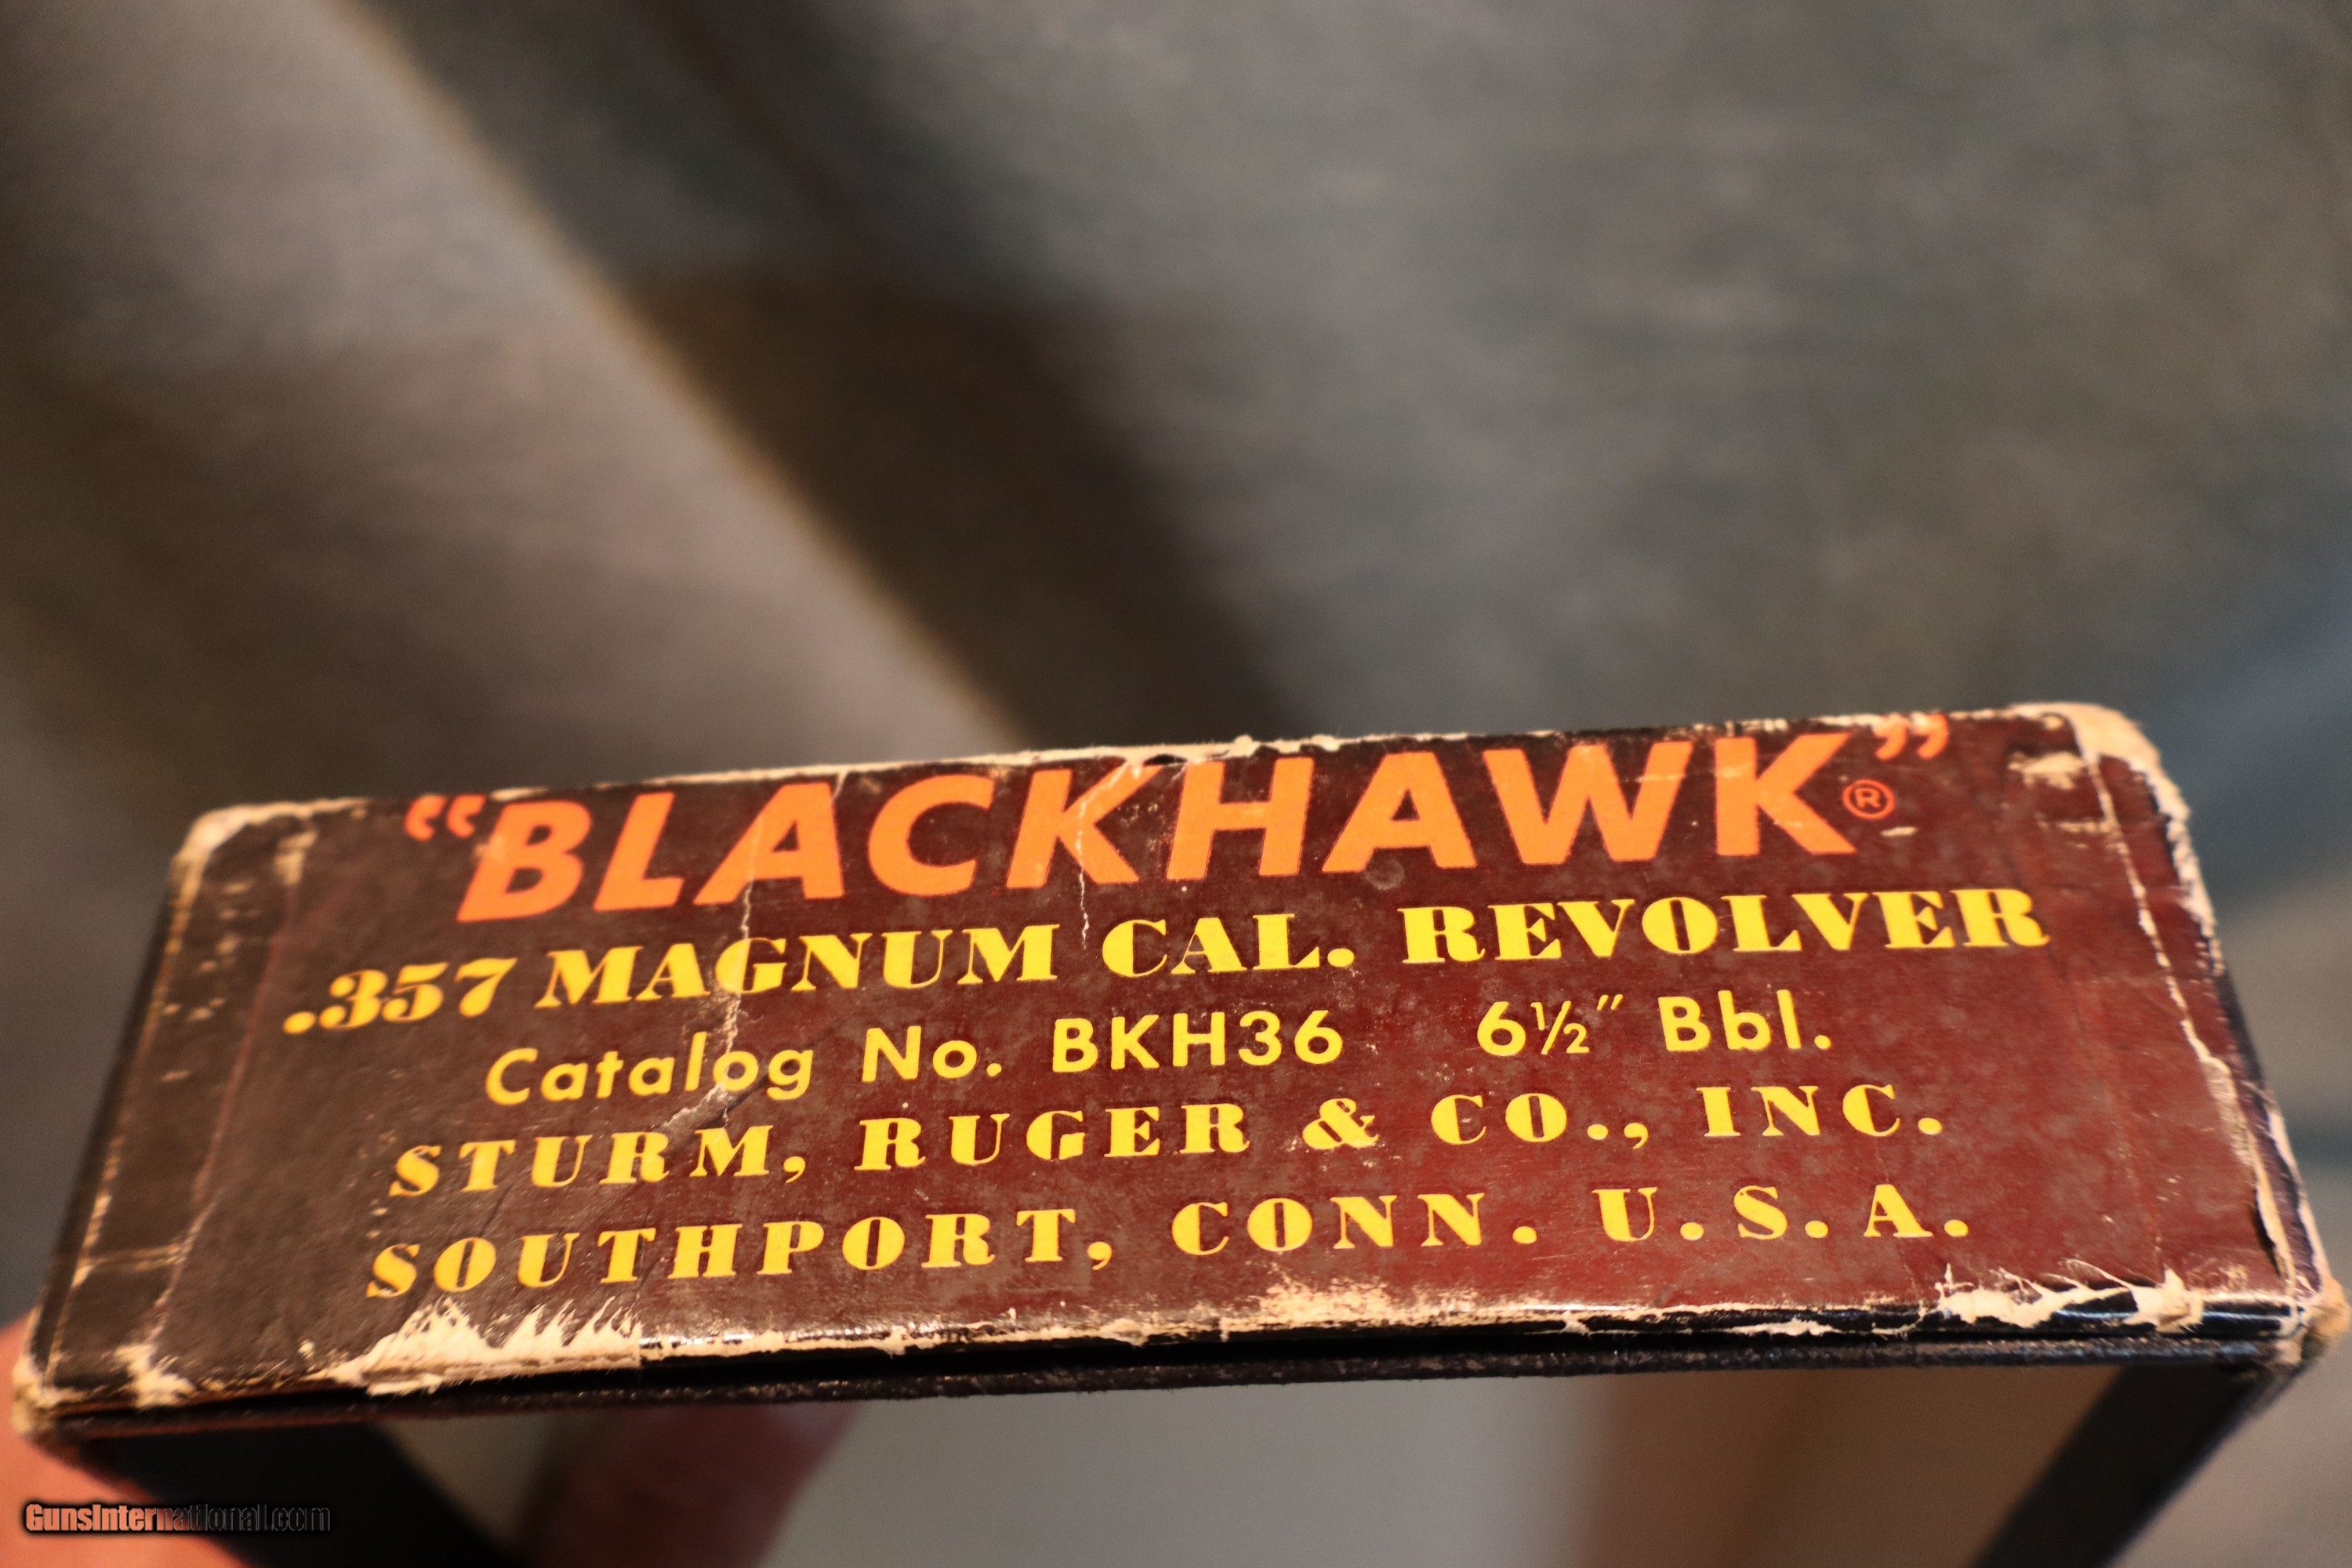 “BLACKHAWK®”
.357 MAGNUM CAL. REVOLVER
Catalog No. BKH36 6½″ Bbl.
STURM, RUGER & CO., INC.
SOUTHPORT, CONN. U.S.A.
GunsInternational.com